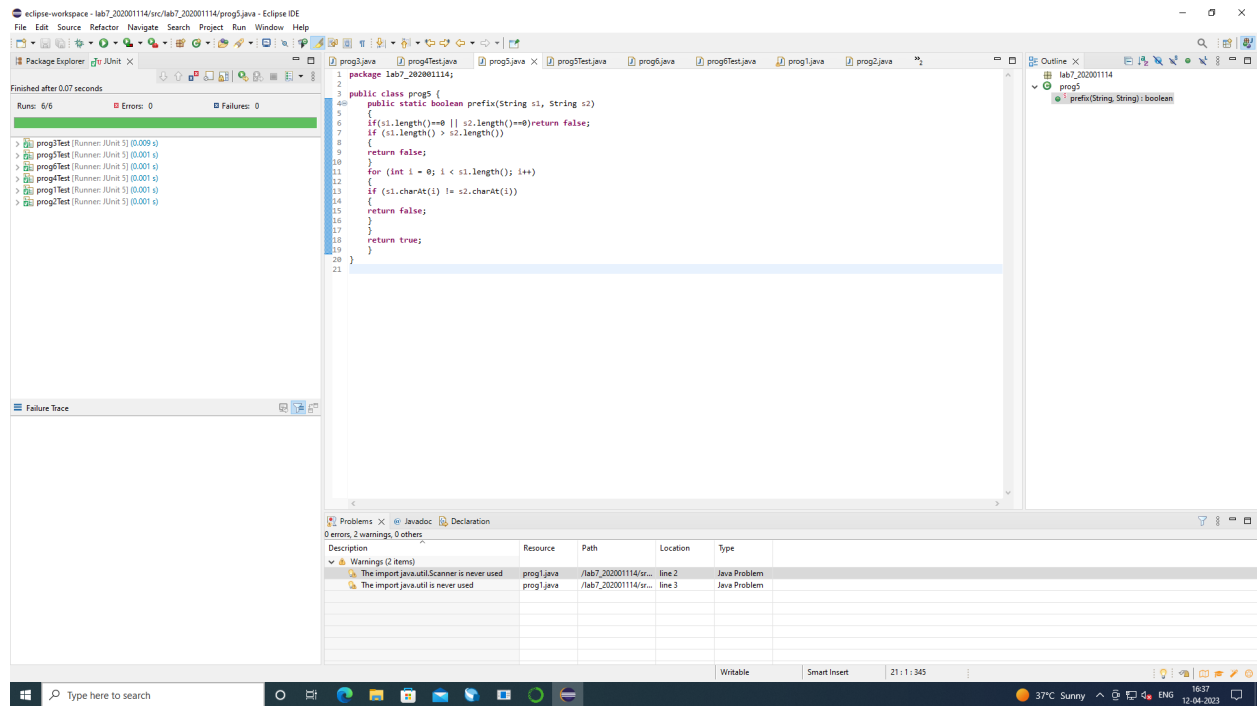 eclipse-workspace - lab7_202001114/src/lab7_202001114/prog5.java - Eclipse IDE
File Edit Source Refactor Navigate Search Project Run Window Help
Package Explorer JUnit
Finished after 0.07 seconds
Runs: 6/6 Errors: 0 Failures: 0
prog3Test [Runner: JUnit 5] (0.009 s)
prog5Test [Runner: JUnit 5] (0.001 s)
prog6Test [Runner: JUnit 5] (0.001 s)
prog4Test [Runner: JUnit 5] (0.001 s)
prog1Test [Runner: JUnit 5] (0.001 s)
prog2Test [Runner: JUnit 5] (0.001 s)
Failure Trace
prog3.java prog4Test.java prog5.java prog5Test.java prog6.java prog6Test.java prog1.java prog2.java »2
1 package lab7_202001114;
2
3 public class prog5 {
4 public static boolean prefix(String s1, String s2)
5 {
6 if(s1.length()==0 || s2.length()==0)return false;
7 if (s1.length() > s2.length())
8 {
9 return false;
10 }
11 for (int i = 0; i < s1.length(); i++)
12 {
13 if (s1.charAt(i) != s2.charAt(i))
14 {
15 return false;
16 }
17 }
18 return true;
19 }
20 }
21
Outline
lab7_202001114
prog5
prefix(String, String) : boolean
Problems Javadoc Declaration
0 errors, 2 warnings, 0 others
Description Resource Path Location Type
Warnings (2 items)
The import java.util.Scanner is never used prog1.java /lab7_202001114/sr... line 2 Java Problem
The import java.util is never used prog1.java /lab7_202001114/sr... line 3 Java Problem
Writable Smart Insert 21 : 1 : 345
Type here to search
37°C Sunny ENG 16:37
12-04-2023